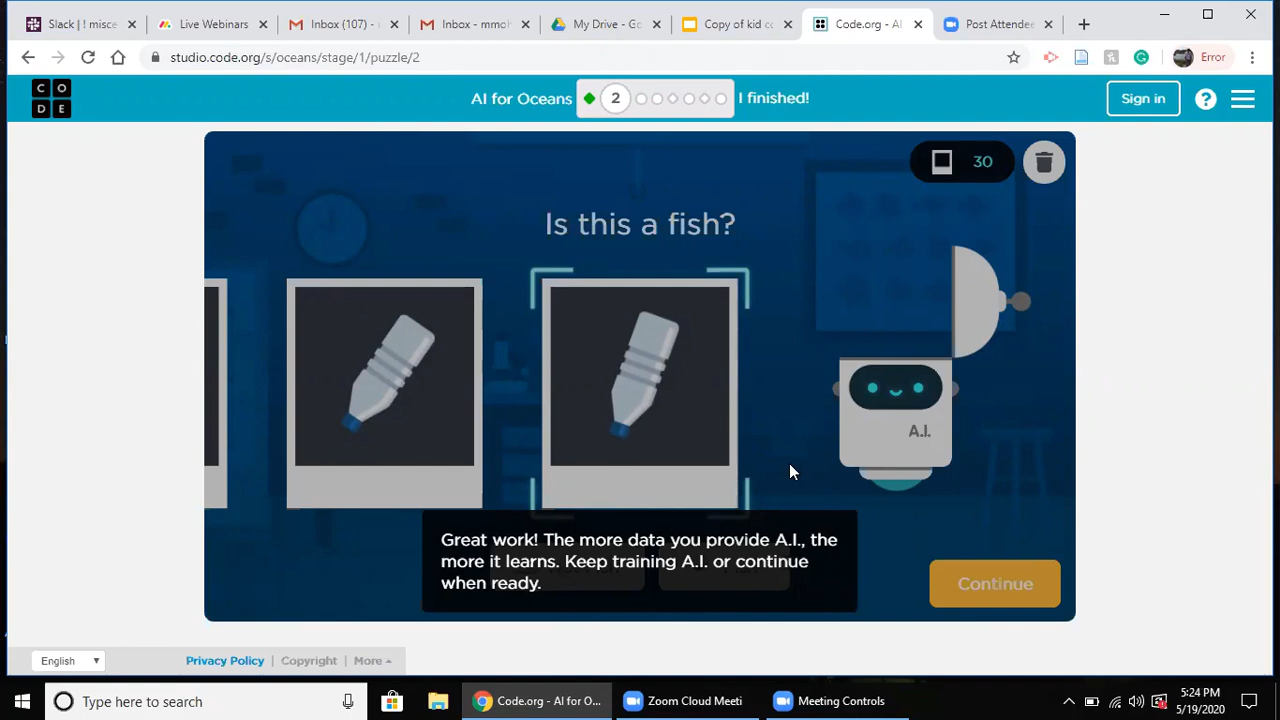 Slack | ! misce
Live Webinars
Inbox (107) -
Inbox - mmoh
My Drive - Go
Copy of kid co
Code.org - AI
Post Attende
studio.code.org/s/oceans/stage/1/puzzle/2
Error
C O
D E
AI for Oceans
2
I finished!
Sign in
?
30
Is this a fish?
A.I.
Great work! The more data you provide A.I., the
more it learns. Keep training A.I. or continue
when ready.
Continue
English
Privacy Policy | Copyright | More
Type here to search
Code.org - AI for O...
Zoom Cloud Meeti
Meeting Controls
5:24 PM
5/19/2020